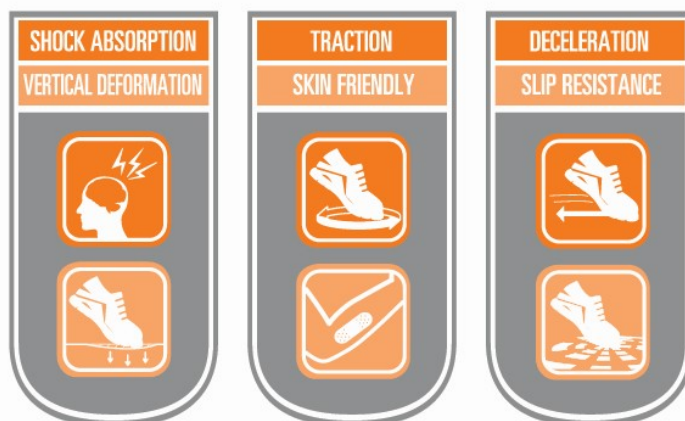 SHOCK ABSORPTION
VERTICAL DEFORMATION
TRACTION
SKIN FRIENDLY
DECELERATION
SLIP RESISTANCE